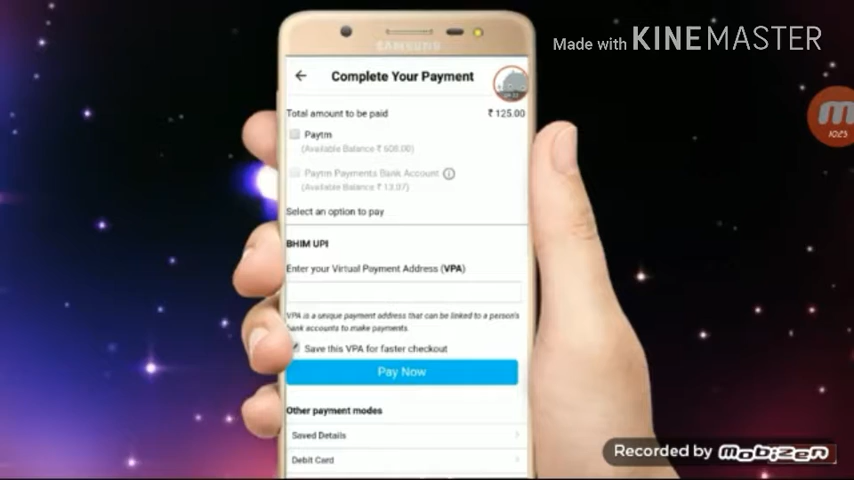 Made with KINEMASTER
SAMSUNG
Complete Your Payment
Total amount to be paid ₹ 125.00
Paytm
(Available Balance ₹ 608.00)
Paytm Payments Bank Account
(Available Balance ₹ 13.07)
Select an option to pay
BHIM UPI
Enter your Virtual Payment Address (VPA)
VPA is a unique payment address that can be linked to a person's
bank accounts to make payments.
Save this VPA for faster checkout
Pay Now
Other payment modes
Saved Details
Debit Card
10:23
Recorded by MOBIZEN